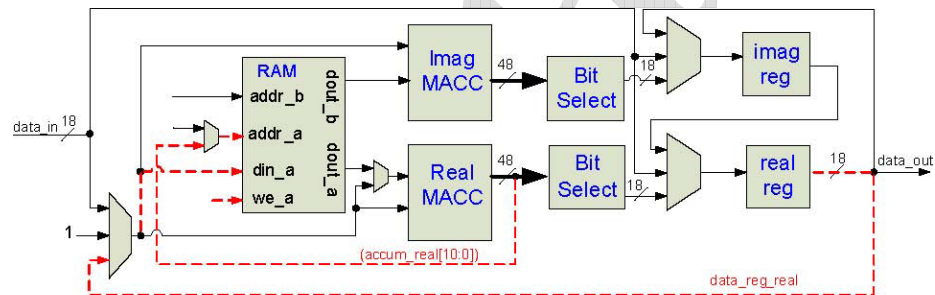 RAM
dout_b
addr_b
addr_a
dout_a
din_a
we_a
data_in 18
1
Imag
MACC
48
Bit
Select
18
imag
reg
Real
MACC
48
Bit
Select
18
real
reg
18
data_out
(accum_real[10:0])
data_reg_real